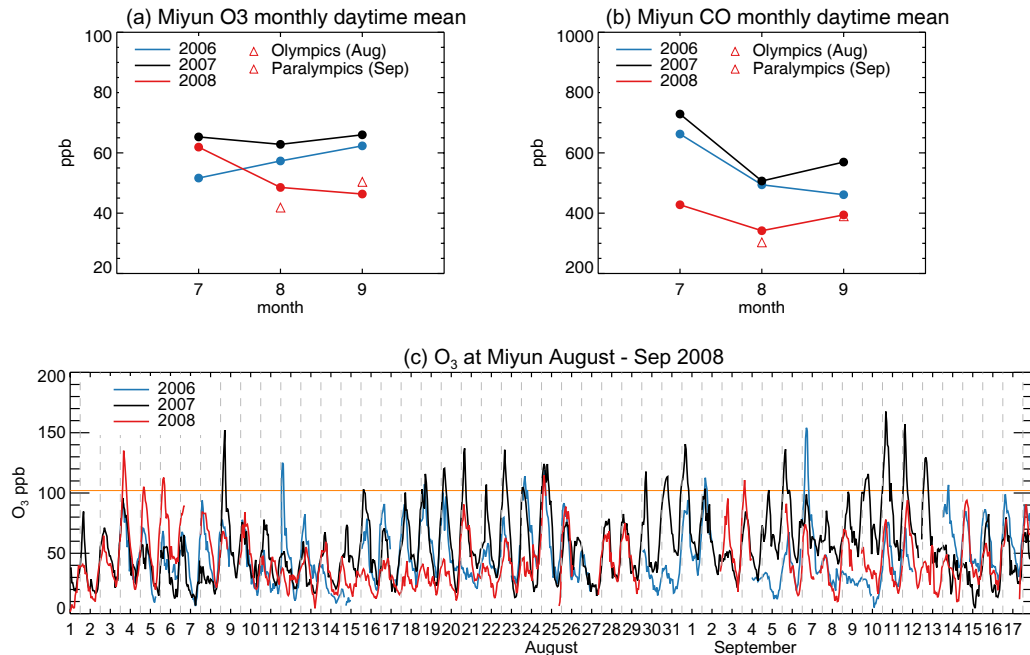 (a) Miyun O3 monthly daytime mean
100
80
60
40
20
ppb
2006
2007
2008
Olympics (Aug)
Paralympics (Sep)
7 8 9
month
(b) Miyun CO monthly daytime mean
1000
800
600
400
200
ppb
2006
2007
2008
Olympics (Aug)
Paralympics (Sep)
7 8 9
month
(c) O3 at Miyun August - Sep 2008
200
150
100
50
0
O3 ppb
2006
2007
2008
1 2 3 4 5 6 7 8 9 10 11 12 13 14 15 16 17 18 19 20 21 22 23 24 25 26 27 28 29 30 31 1 2 3 4 5 6 7 8 9 10 11 12 13 14 15 16 17
August September